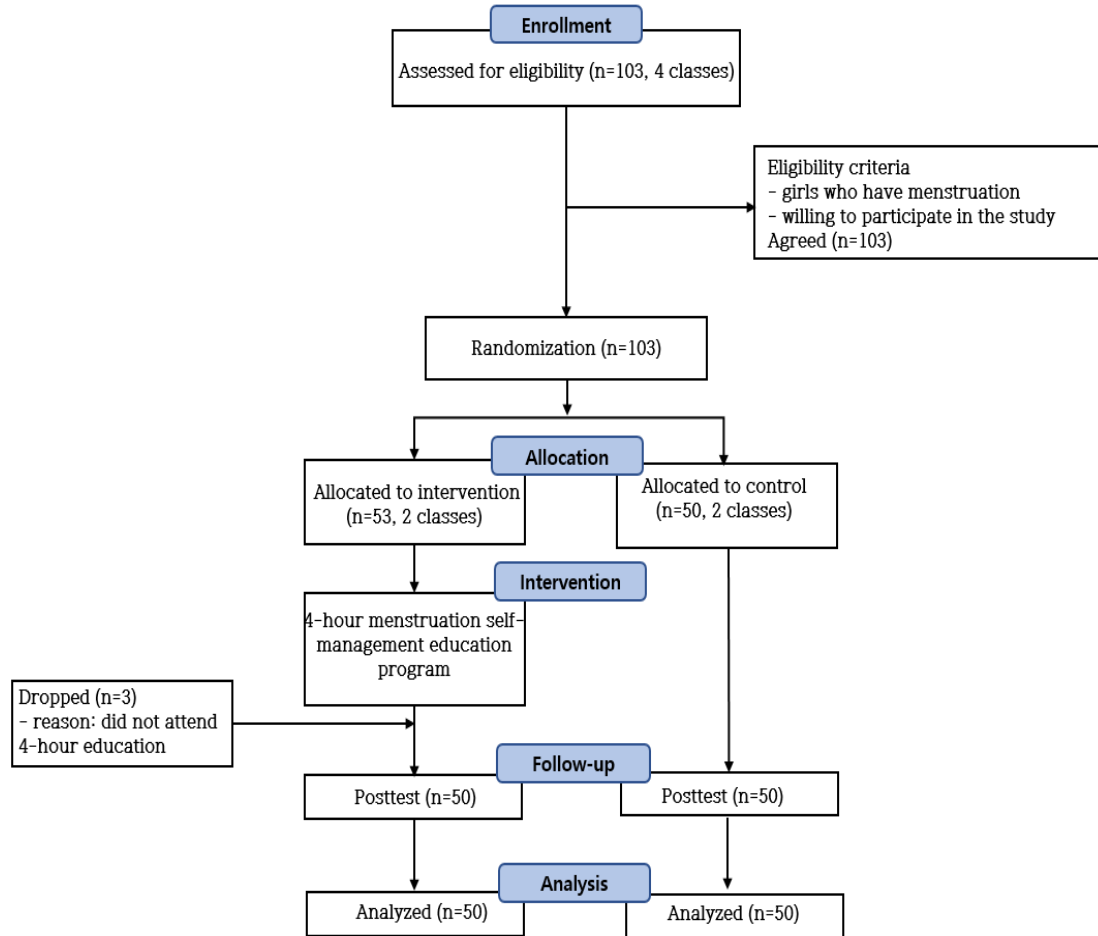 Enrollment
Assessed for eligibility (n=103, 4 classes)
Eligibility criteria
- girls who have menstruation
- willing to participate in the study
Agreed (n=103)
Randomization (n=103)
Allocation
Allocated to intervention
(n=53, 2 classes)
Allocated to control
(n=50, 2 classes)
Intervention
4-hour menstruation self-
management education
program
Dropped (n=3)
- reason: did not attend
4-hour education
Follow-up
Posttest (n=50)
Posttest (n=50)
Analysis
Analyzed (n=50)
Analyzed (n=50)